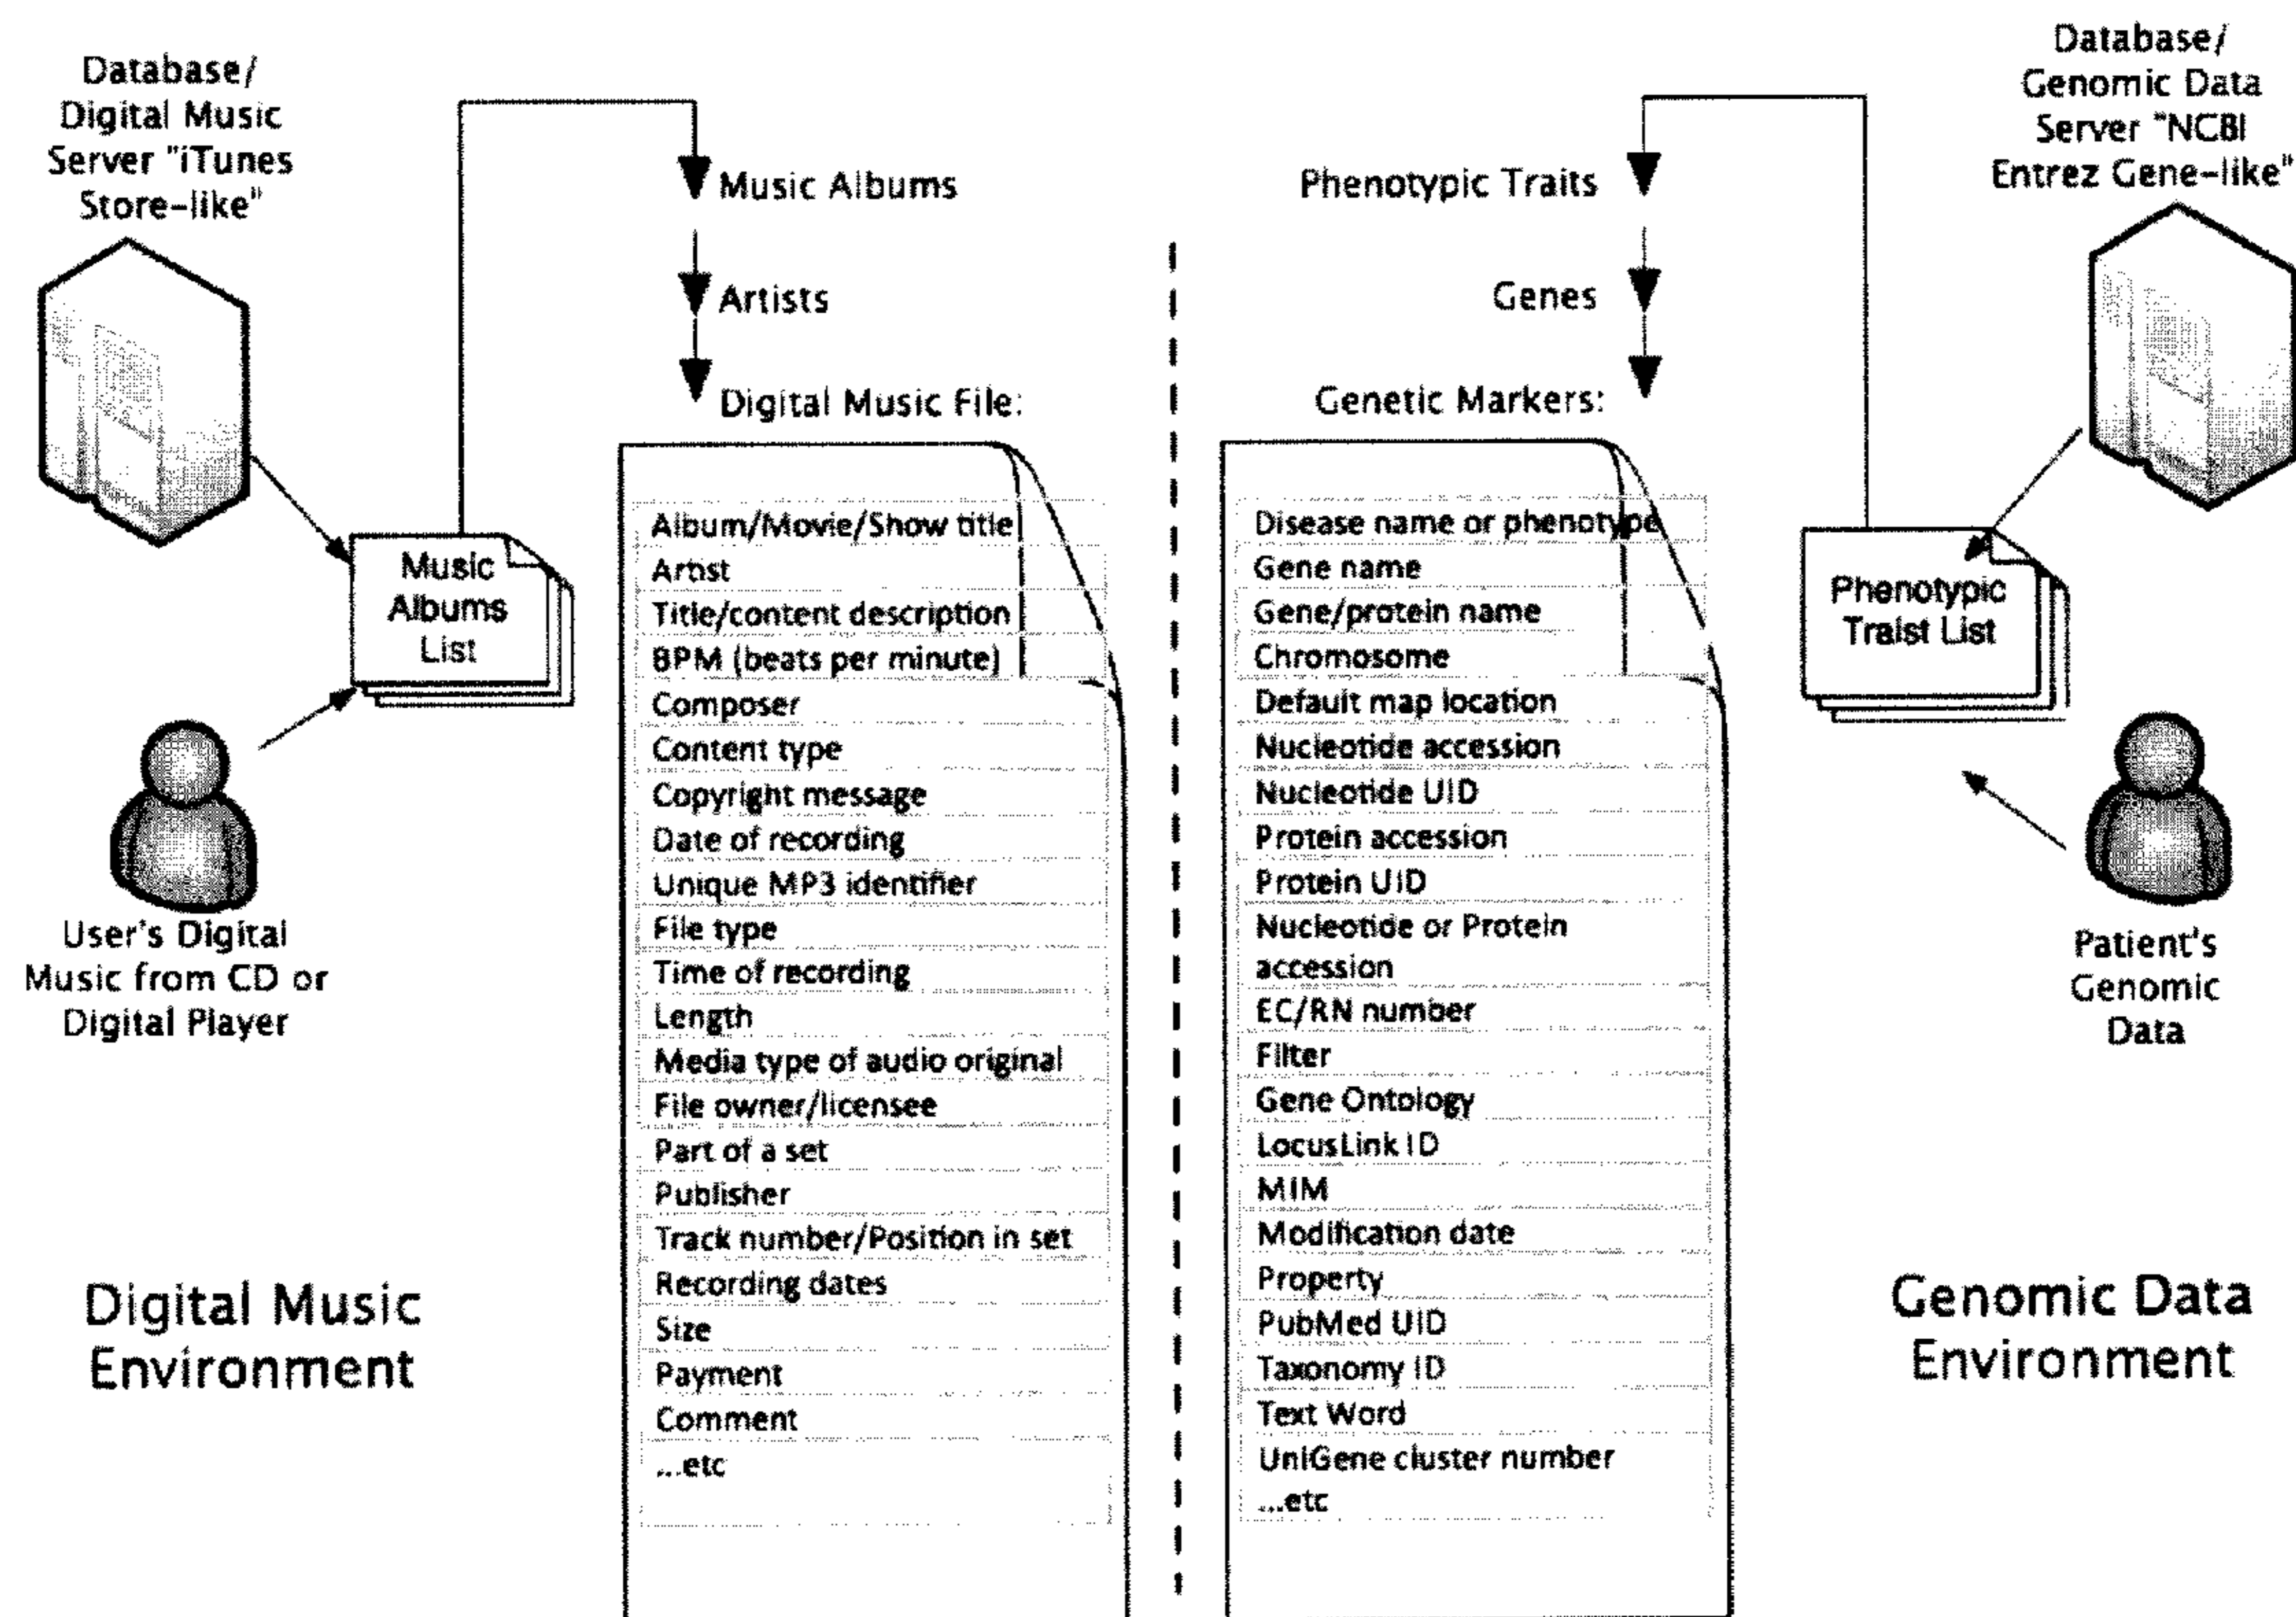 Database/
Digital Music
Server "iTunes
Store-like"
Music Albums
Artists
Digital Music File:
Music
Albums
List
User's Digital
Music from CD or
Digital Player
Album/Movie/Show title
Artist
Title/content description
BPM (beats per minute)
Composer
Content type
Copyright message
Date of recording
Unique MP3 identifier
File type
Time of recording
Length
Media type of audio original
File owner/licensee
Part of a set
Publisher
Track number/Position in set
Recording dates
Size
Payment
Comment
...etc
Digital Music
Environment
Database/
Genomic Data
Server "NCBI
Entrez Gene-like"
Phenotypic Traits
Genes
Genetic Markers:
Phenotypic
Traist List
Patient's
Genomic
Data
Disease name or phenotype
Gene name
Gene/protein name
Chromosome
Default map location
Nucleotide accession
Nucleotide UID
Protein accession
Protein UID
Nucleotide or Protein
accession
EC/RN number
Filter
Gene Ontology
LocusLink ID
MIM
Modification date
Property
PubMed UID
Taxonomy ID
Text Word
UniGene cluster number
...etc
Genomic Data
Environment